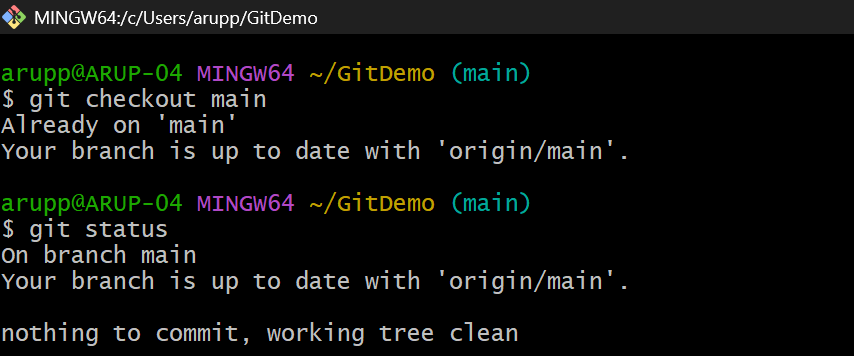 MINGW64:/c/Users/arupp/GitDemo
arupp@ARUP-04 MINGW64 ~/GitDemo (main)
$ git checkout main
Already on 'main'
Your branch is up to date with 'origin/main'.
arupp@ARUP-04 MINGW64 ~/GitDemo (main)
$ git status
On branch main
Your branch is up to date with 'origin/main'.
nothing to commit, working tree clean